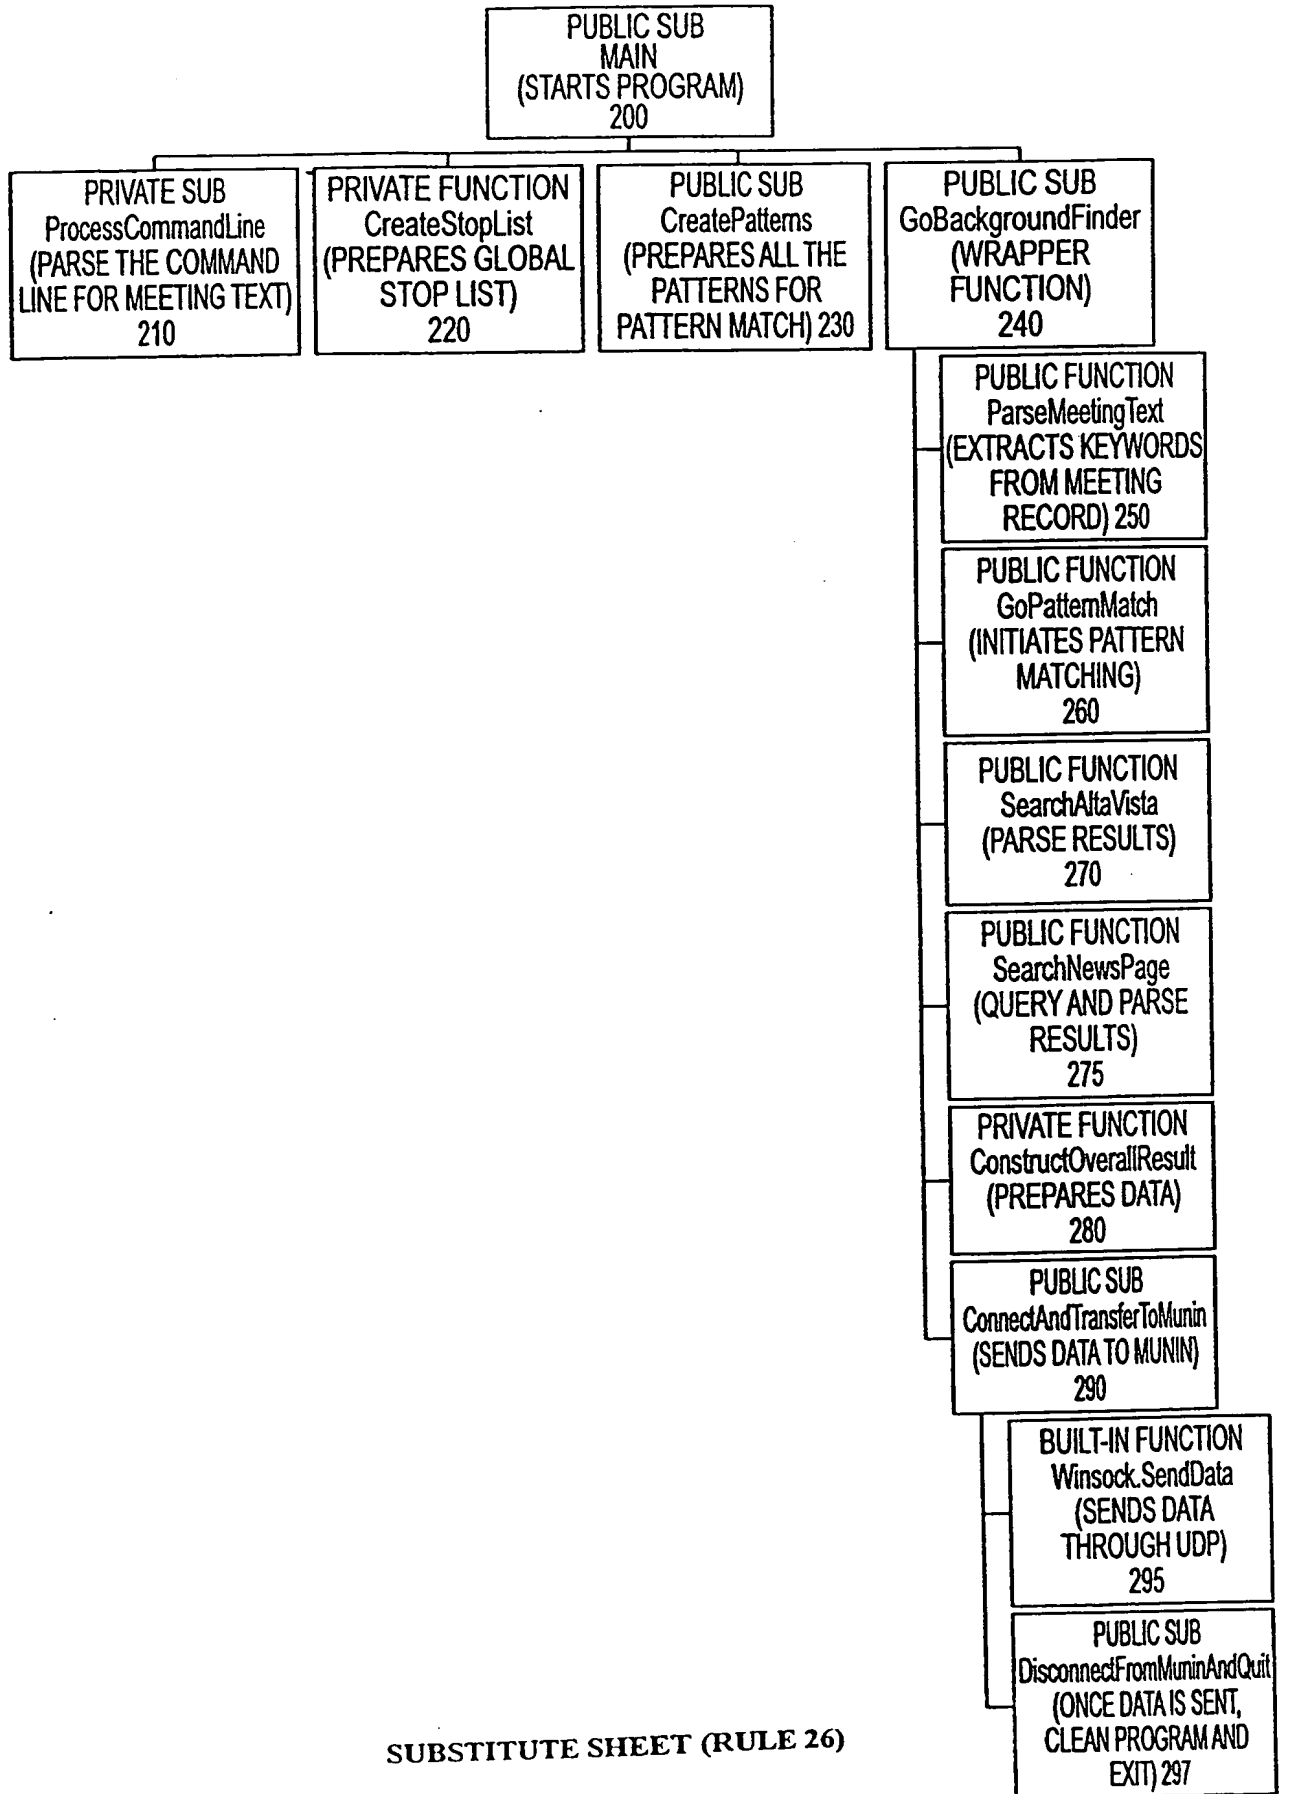 PUBLIC SUB
MAIN
(STARTS PROGRAM)
200
PRIVATE SUB
ProcessCommandLine
(PARSE THE COMMAND
LINE FOR MEETING TEXT)
210
PRIVATE FUNCTION
CreateStopList
(PREPARES GLOBAL
STOP LIST)
220
PUBLIC SUB
CreatePatterns
(PREPARES ALL THE
PATTERNS FOR
PATTERN MATCH) 230
PUBLIC SUB
GoBackgroundFinder
(WRAPPER
FUNCTION)
240
PUBLIC FUNCTION
ParseMeetingText
(EXTRACTS KEYWORDS
FROM MEETING
RECORD) 250
PUBLIC FUNCTION
GoPatternMatch
(INITIATES PATTERN
MATCHING)
260
PUBLIC FUNCTION
SearchAltaVista
(PARSE RESULTS)
270
PUBLIC FUNCTION
SearchNewsPage
(QUERY AND PARSE
RESULTS)
275
PRIVATE FUNCTION
ConstructOverallResult
(PREPARES DATA)
280
PUBLIC SUB
ConnectAndTransferToMunin
(SENDS DATA TO MUNIN)
290
BUILT-IN FUNCTION
Winsock.SendData
(SENDS DATA
THROUGH UDP)
295
PUBLIC SUB
DisconnectFromMuninAndQuit
(ONCE DATA IS SENT,
CLEAN PROGRAM AND
EXIT) 297
SUBSTITUTE SHEET (RULE 26)